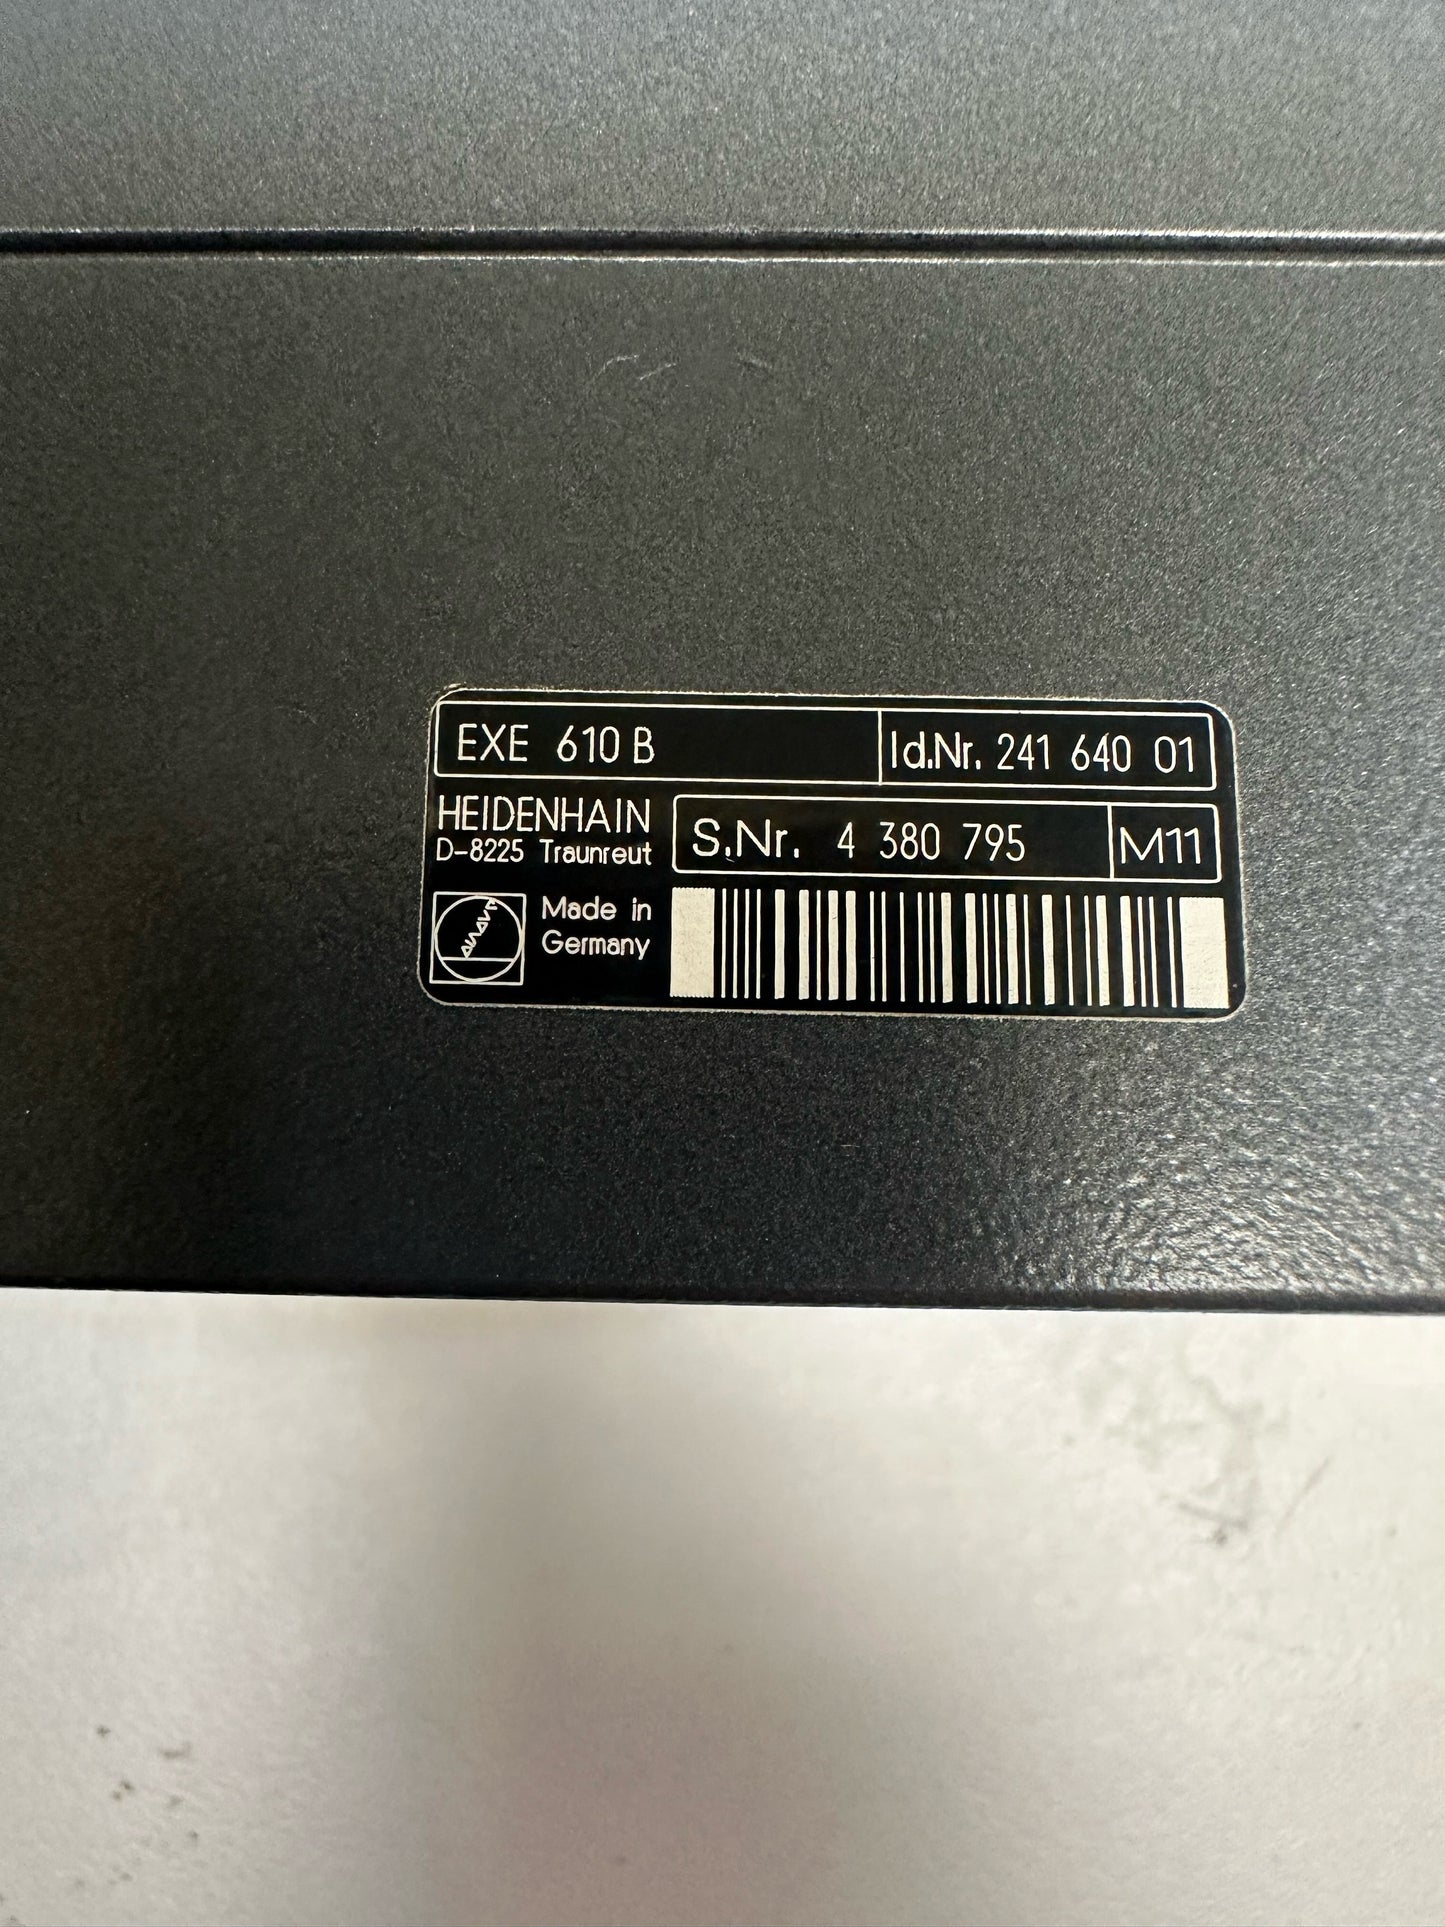 EXE 610 B Id.Nr. 241 640 01
HEIDENHAIN
D-8225 Traunreut
S.Nr. 4 380 795 M11
Made in
Germany